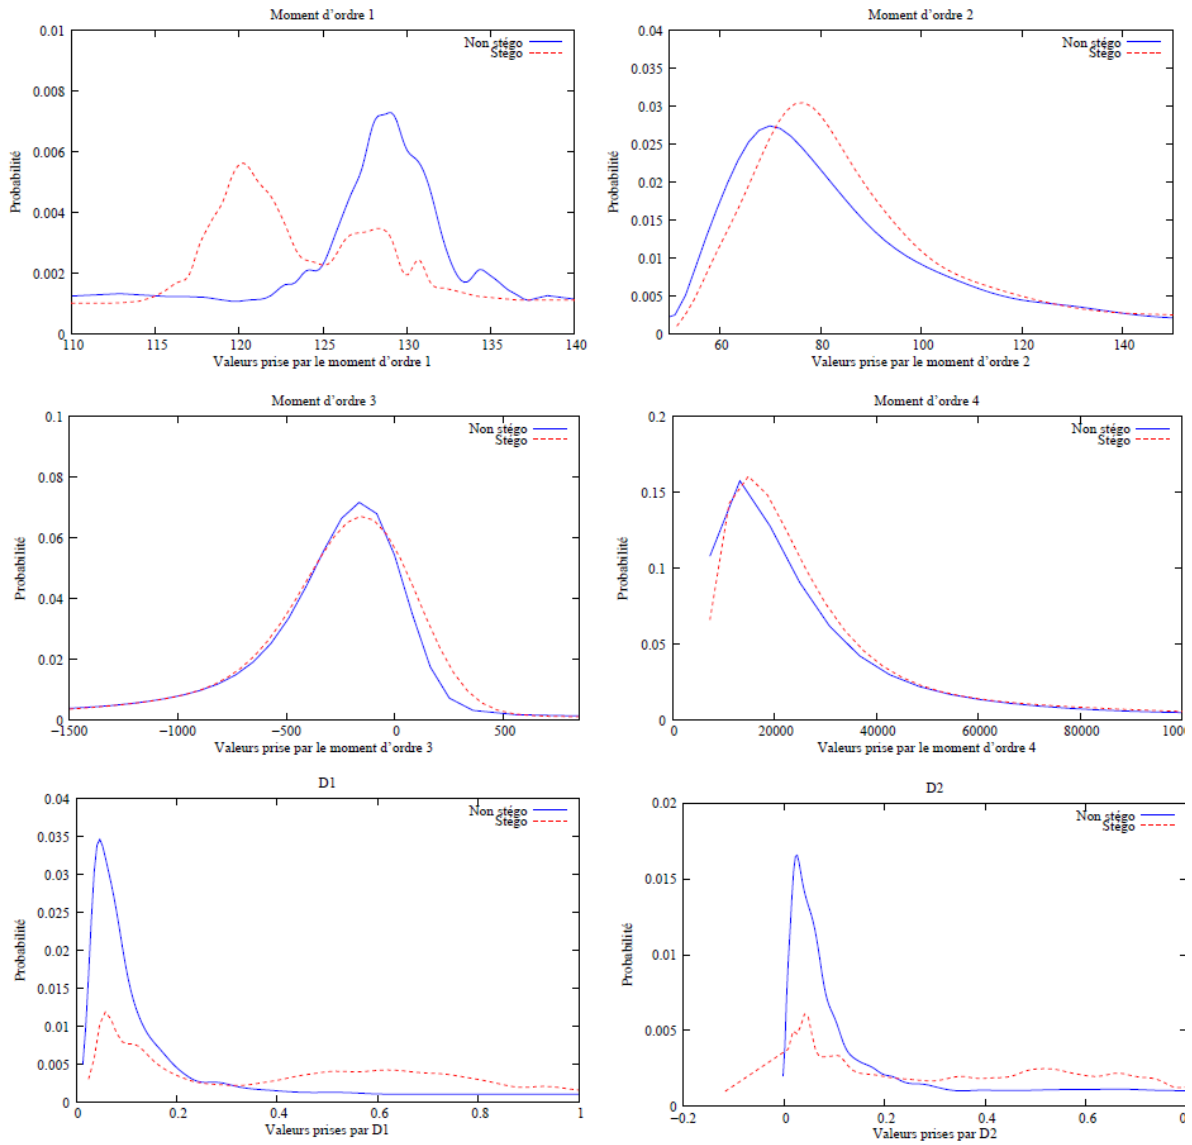 Moment d'ordre 1
Non stégo
Stégo
Probabilité
0.01
0.008
0.006
0.004
0.002
0
110
115
120
125
130
135
140
Valeurs prise par le moment d'ordre 1
Moment d'ordre 2
Non stégo
Stégo
Probabilité
0.04
0.035
0.03
0.025
0.02
0.015
0.01
0.005
0
60
80
100
120
140
Valeurs prise par le moment d'ordre 2
Moment d'ordre 3
Non stégo
Stégo
Probabilité
0.1
0.08
0.06
0.04
0.02
0
−1500
−1000
−500
0
500
Valeurs prise par le moment d'ordre 3
Moment d'ordre 4
Non stégo
Stégo
Probabilité
0.2
0.15
0.1
0.05
0
0
20000
40000
60000
80000
1000
Valeurs prise par le moment d'ordre 4
D1
Non stégo
Stégo
Probabilité
0.04
0.035
0.03
0.025
0.02
0.015
0.01
0.005
0
0
0.2
0.4
0.6
0.8
1
Valeurs prises par D1
D2
Non stégo
Stégo
Probabilité
0.02
0.015
0.01
0.005
0
−0.2
0
0.2
0.4
0.6
Valeurs prises par D2